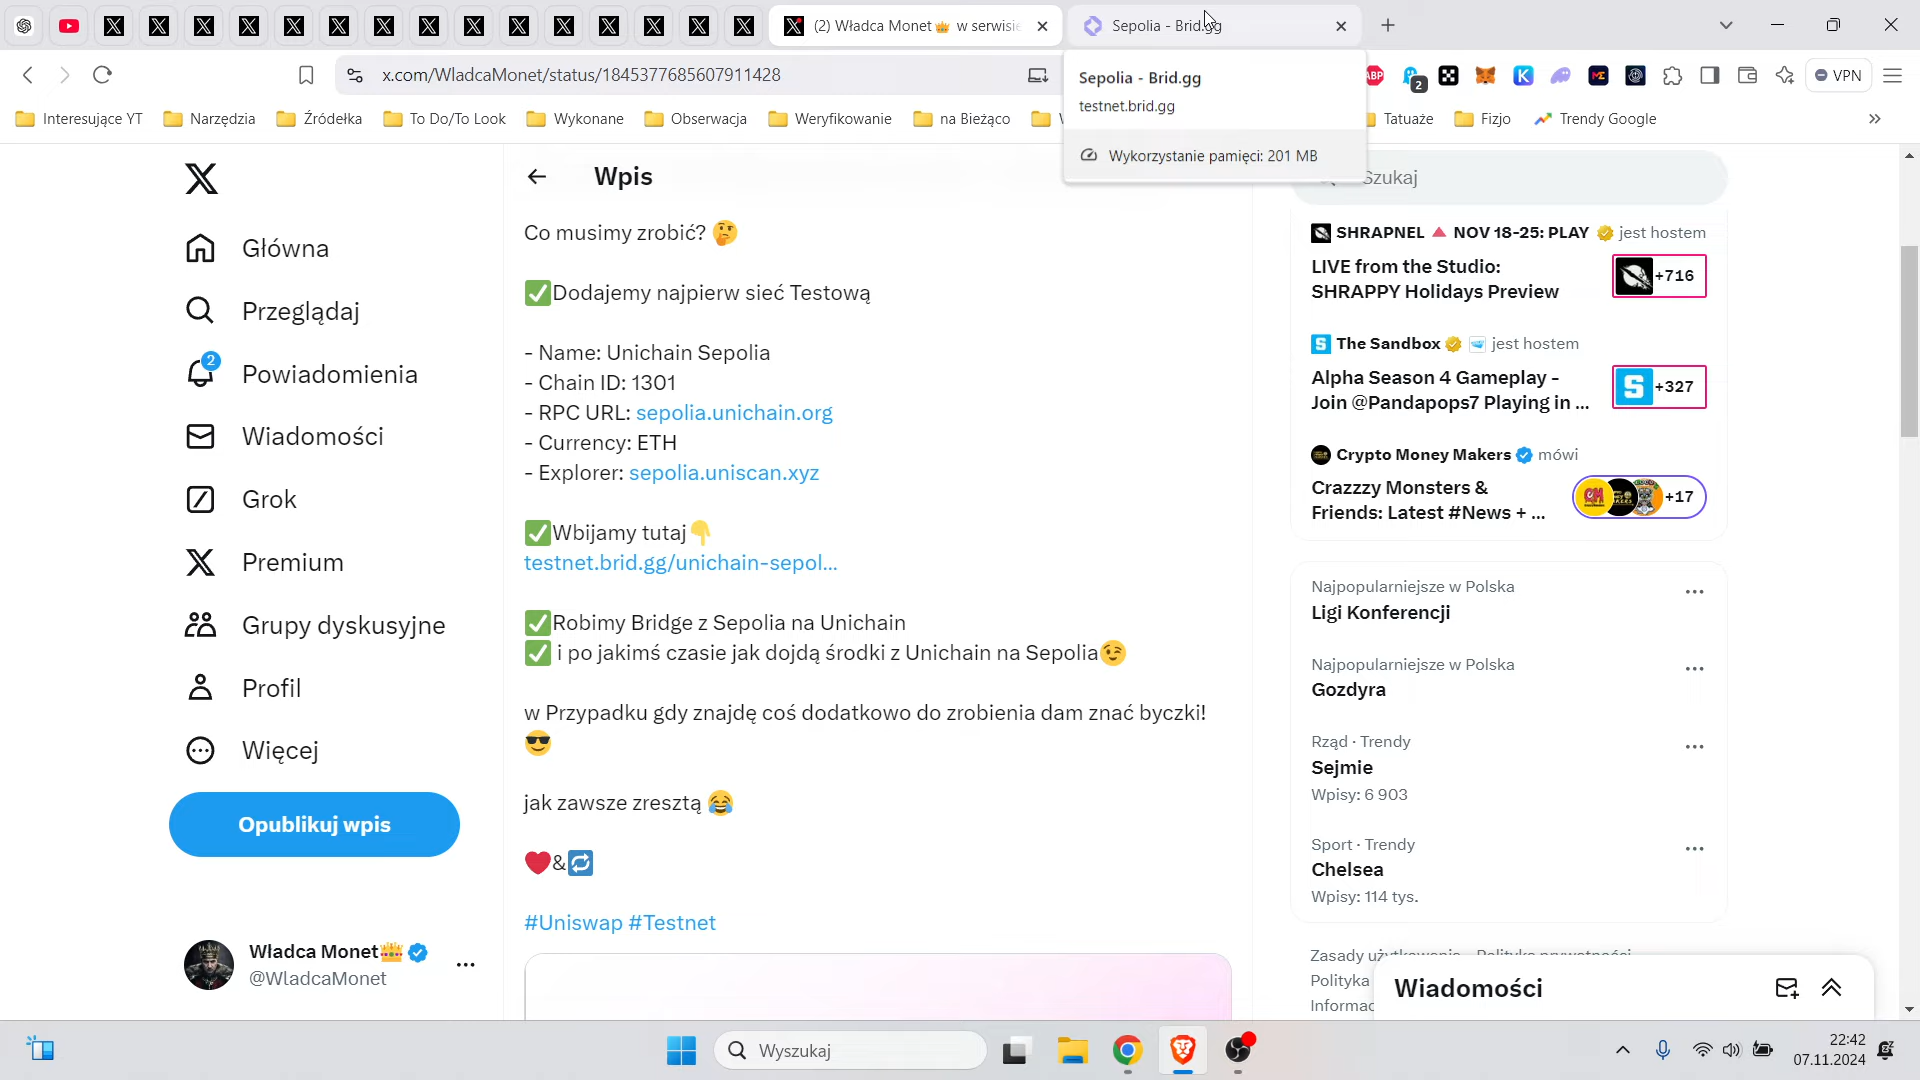 (2) Władca Monet👑 w serwisie
Sepolia - Brid.gg
x.com/WladcaMonet/status/1845377685607911428
ABP
2
VPN
Sepolia - Brid.gg
testnet.brid.gg
Wykorzystanie pamięci: 201 MB
Interesujące YT
Narzędzia
Źródełka
To Do/To Look
Wykonane
Obserwacja
Weryfikowanie
na Bieżąco
Tatuaże
Fizjo
Trendy Google
Główna
Przeglądaj
2
Powiadomienia
Wiadomości
Grok
Premium
Grupy dyskusyjne
Profil
Więcej
Opublikuj wpis
Władca Monet👑
@WladcaMonet
Wpis
Co musimy zrobić? 🤔
✅Dodajemy najpierw sieć Testową
- Name: Unichain Sepolia
- Chain ID: 1301
- RPC URL: sepolia.unichain.org
- Currency: ETH
- Explorer: sepolia.uniscan.xyz
✅Wbijamy tutaj👇
testnet.brid.gg/unichain-sepol…
✅Robimy Bridge z Sepolia na Unichain
✅ i po jakimś czasie jak dojdą środki z Unichain na Sepolia😉
w Przypadku gdy znajdę coś dodatkowo do zrobienia dam znać byczki!
😎
jak zawsze zresztą 😂
❤️&🔁
#Uniswap #Testnet
Szukaj
SHRAPNEL 🔺 NOV 18-25: PLAY jest hostem
LIVE from the Studio:
SHRAPPY Holidays Preview
+716
The Sandbox jest hostem
Alpha Season 4 Gameplay -
Join @Pandapops7 Playing in ...
+327
Crypto Money Makers mówi
Crazzzy Monsters &
Friends: Latest #News + ...
+17
Najpopularniejsze w Polska
Ligi Konferencji
Najpopularniejsze w Polska
Gozdyra
Rząd · Trendy
Sejmie
Wpisy: 6 903
Sport · Trendy
Chelsea
Wpisy: 114 tys.
Zasady użytkowania Polityka prywatności
Polityka
Wiadomości
Wyszukaj
22:42
07.11.2024